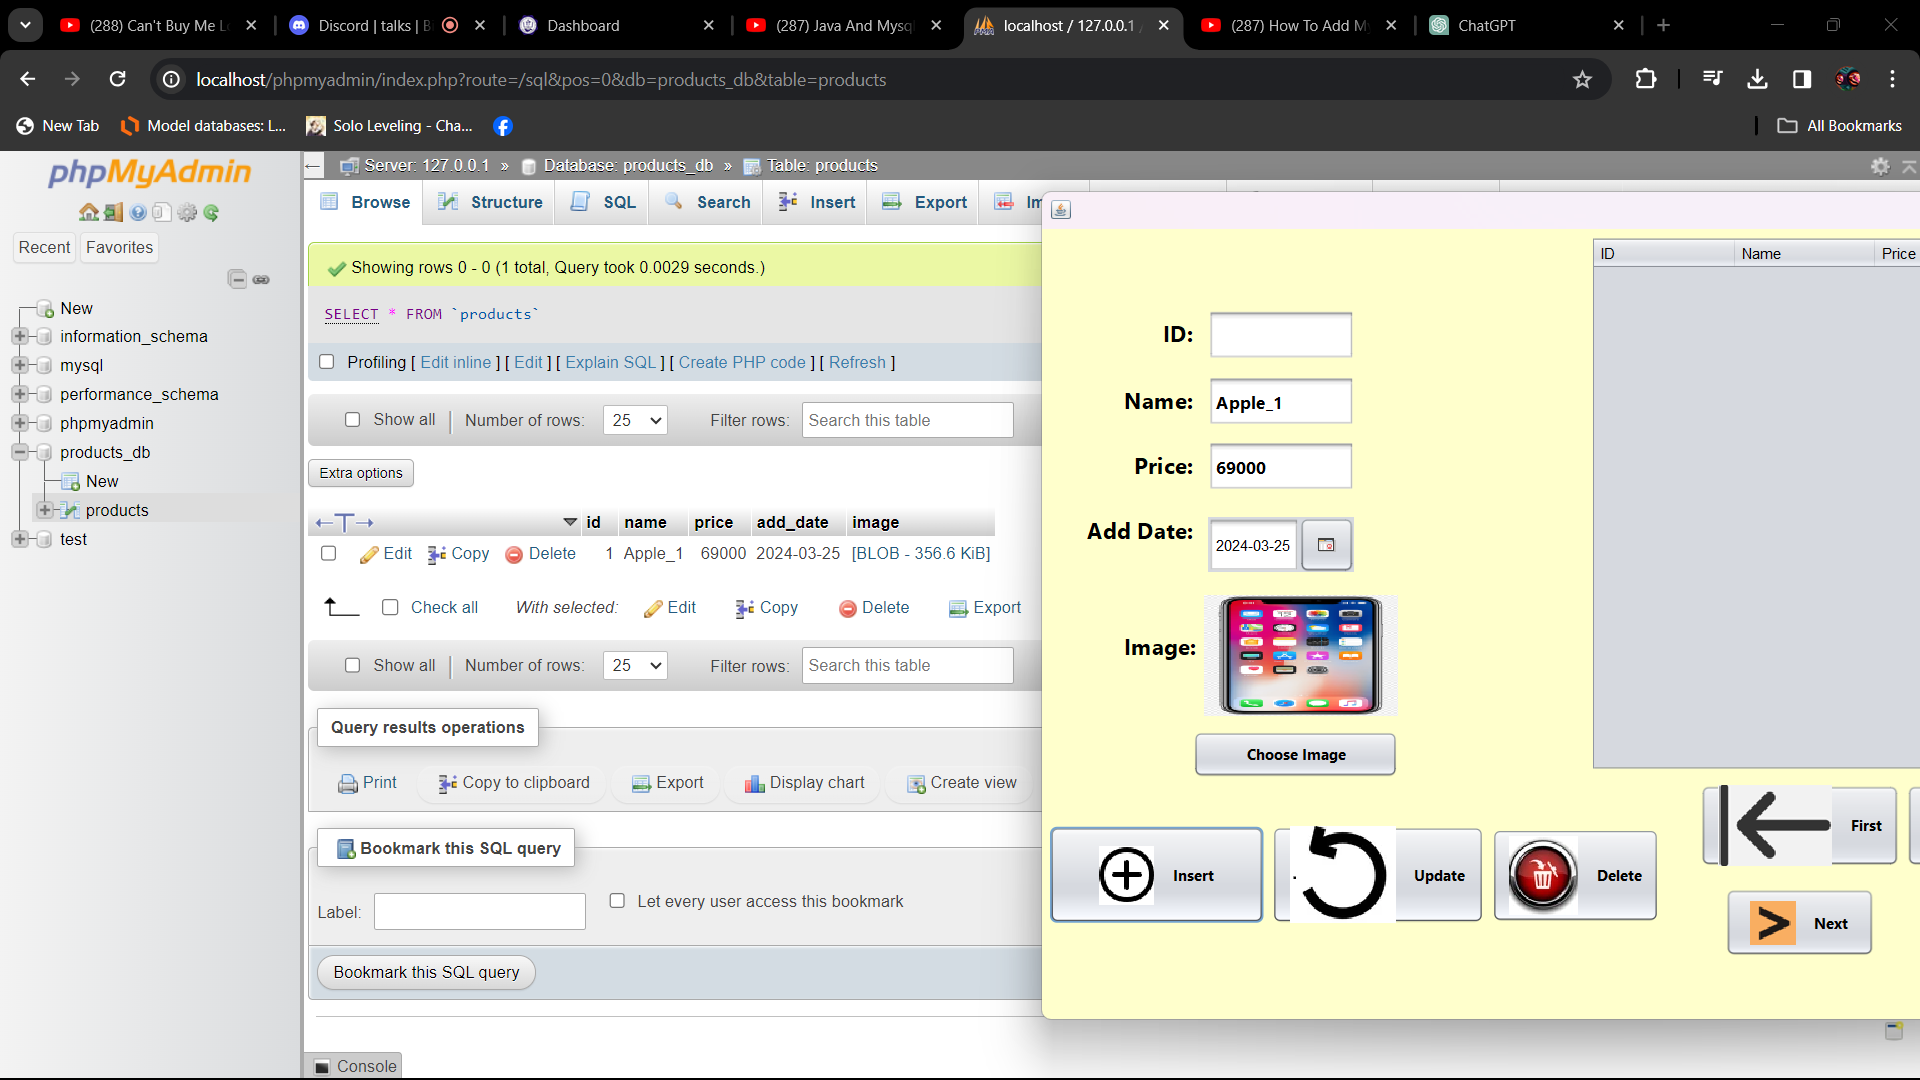 (288) Can't Buy Me L
Discord | talks | B
Dashboard
(287) Java And Mysq
localhost / 127.0.0.1 /
(287) How To Add M
ChatGPT
localhost/phpmyadmin/index.php?route=/sql&pos=0&db=products_db&table=products
New Tab
Model databases: L...
Solo Leveling - Cha...
All Bookmarks
phpMyAdmin
Recent
Favorites
New
information_schema
mysql
performance_schema
phpmyadmin
products_db
New
products
test
Server: 127.0.0.1 » Database: products_db » Table: products
Browse
Structure
SQL
Search
Insert
Export
Im
Showing rows 0 - 0 (1 total, Query took 0.0029 seconds.)
SELECT * FROM `products`
Profiling [ Edit inline ] [ Edit ] [ Explain SQL ] [ Create PHP code ] [ Refresh ]
Show all
Number of rows:
25
Filter rows:
Search this table
Extra options
←T→ id name price add_date image
Edit Copy Delete 1 Apple_1 69000 2024-03-25 [BLOB - 356.6 KiB]
Check all With selected: Edit Copy Delete Export
Show all
Number of rows:
25
Filter rows:
Search this table
Query results operations
Print
Copy to clipboard
Export
Display chart
Create view
Bookmark this SQL query
Label:
Let every user access this bookmark
Bookmark this SQL query
Console
ID Name Price
ID:
Name: Apple_1
Price: 69000
Add Date: 2024-03-25
Image:
Choose Image
Insert
Update
Delete
First
Next